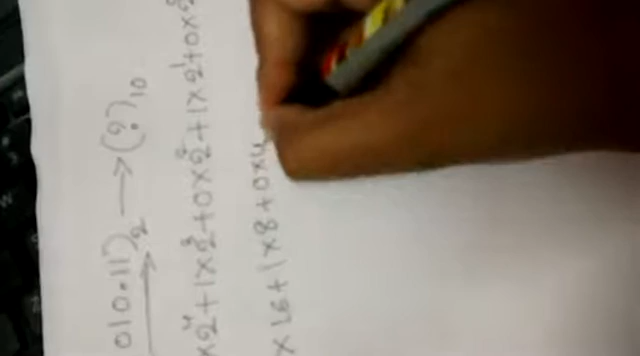 010.11)₂ → (?)₁₀
x2⁴+1x2³+0x2²+1x2¹+0x2
x16+1x8+0x4